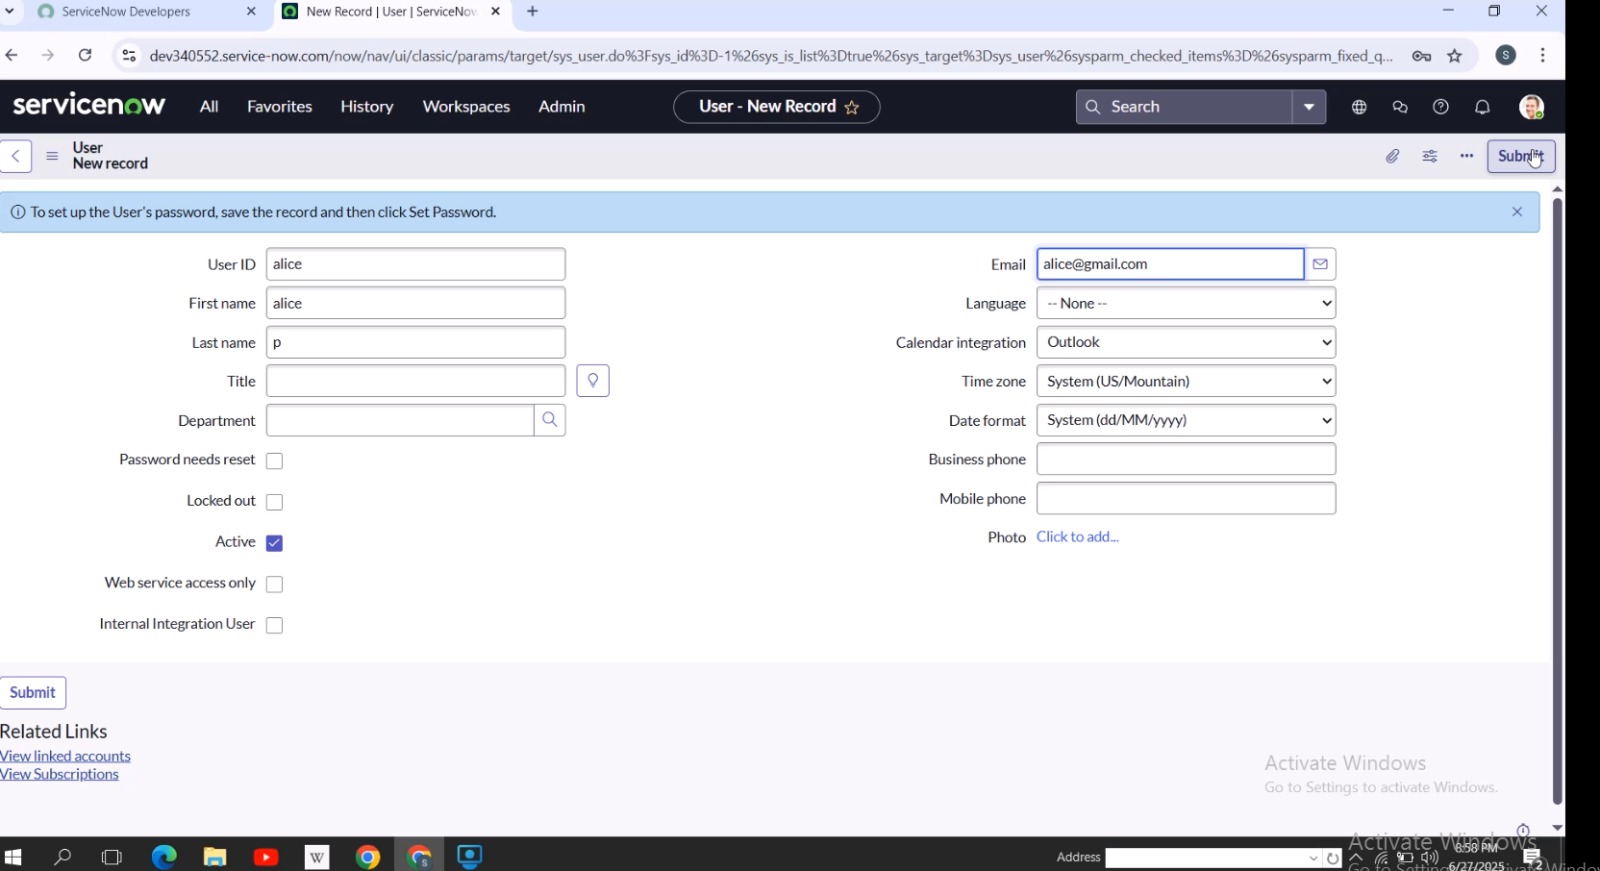 ServiceNow Developers
New Record | User | ServiceNow
dev340552.service-now.com/now/nav/ui/classic/params/target/sys_user.do%3Fsys_id%3D-1%26sys_is_list%3Dtrue%26sys_target%3Dsys_user%26sysparm_checked_items%3D%26sysparm_fixed_q...
S
servicenow All Favorites History Workspaces Admin User - New Record Search
User
New record
Submit
To set up the User's password, save the record and then click Set Password.
User ID alice
First name alice
Last name p
Title
Department
Password needs reset
Locked out
Active
Web service access only
Internal Integration User
Email alice@gmail.com
Language -- None --
Calendar integration Outlook
Time zone System (US/Mountain)
Date format System (dd/MM/yyyy)
Business phone
Mobile phone
Photo Click to add...
Submit
Related Links
View linked accounts
View Subscriptions
Activate Windows
Go to Settings to activate Windows.
Activate Windows
W
S
Address
8:58 PM
6/27/2025
2